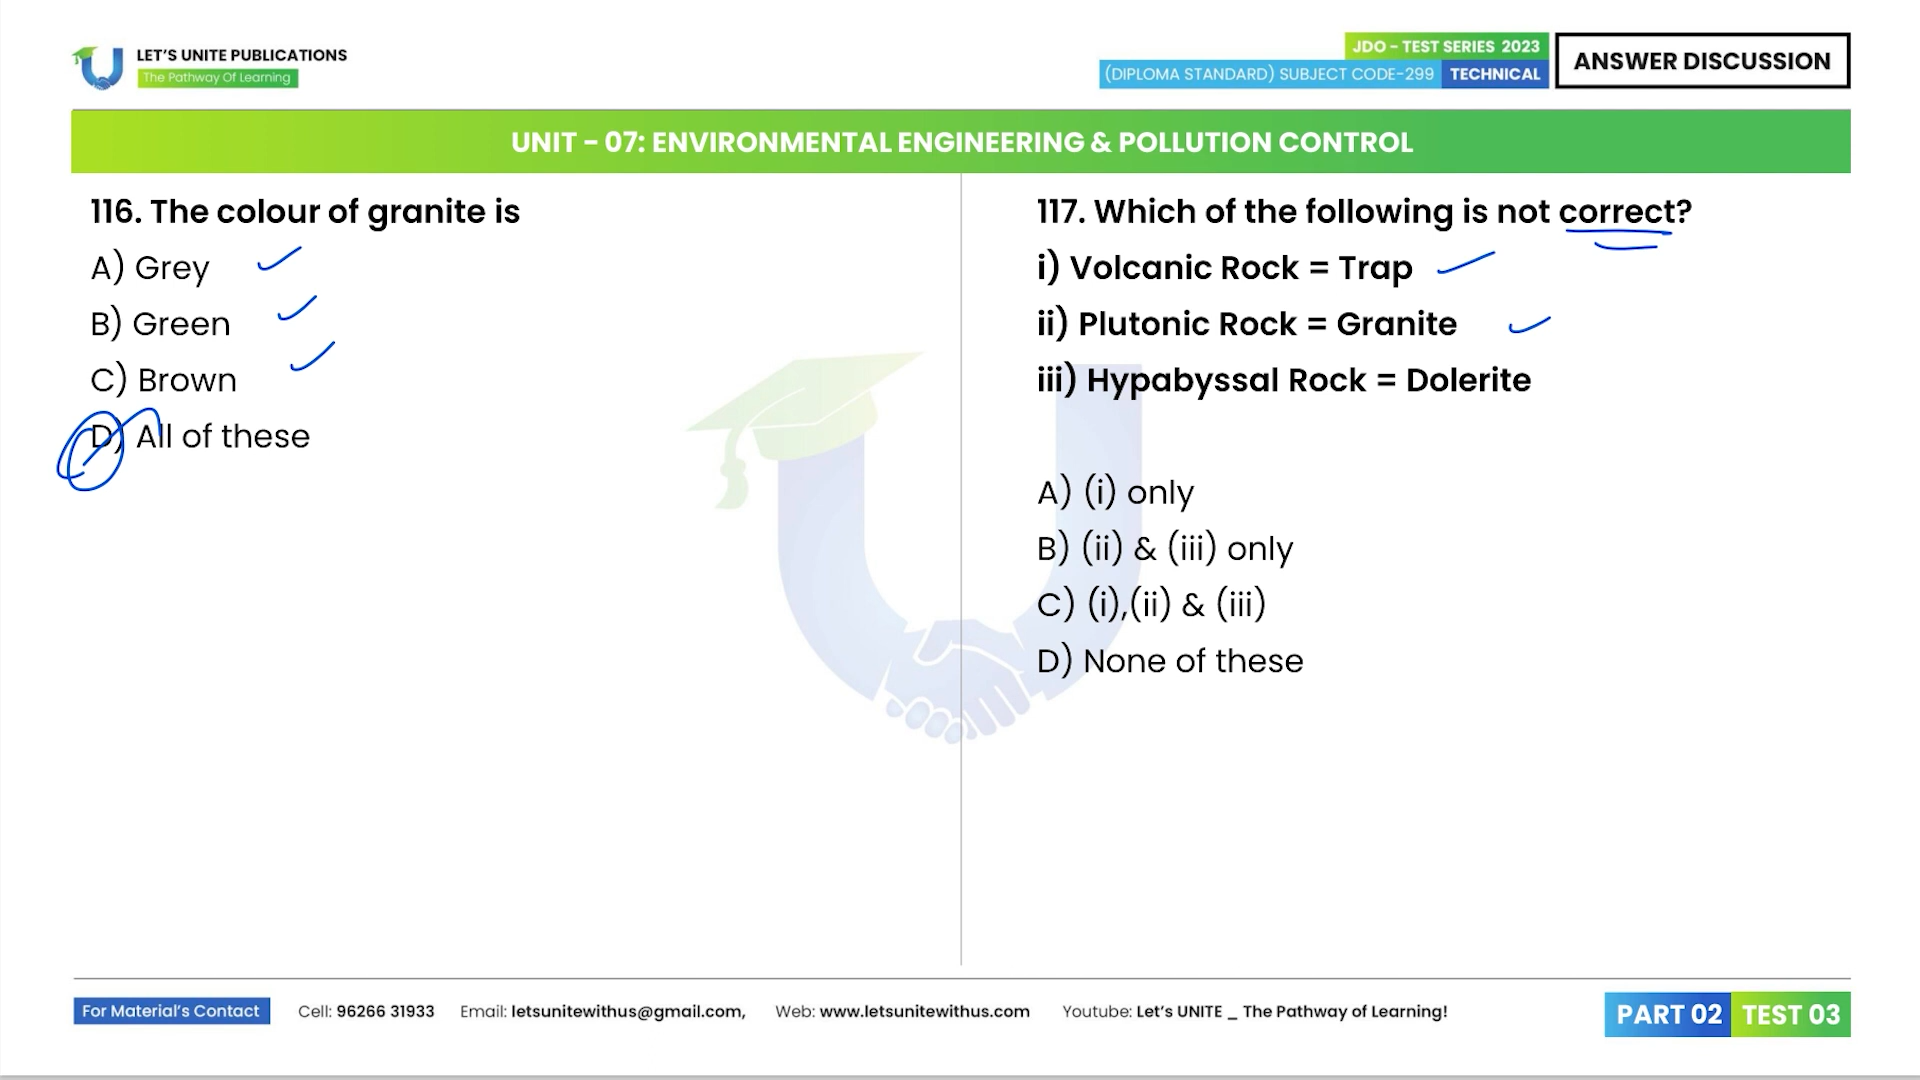 LET'S UNITE PUBLICATIONS
The Pathway Of Learning
JDO - TEST SERIES 2023
(DIPLOMA STANDARD) SUBJECT CODE-299 TECHNICAL
ANSWER DISCUSSION
UNIT - 07: ENVIRONMENTAL ENGINEERING & POLLUTION CONTROL
116. The colour of granite is
A) Grey
B) Green
C) Brown
D) All of these
117. Which of the following is not correct?
i) Volcanic Rock = Trap
ii) Plutonic Rock = Granite
iii) Hypabyssal Rock = Dolerite
A) (i) only
B) (ii) & (iii) only
C) (i),(ii) & (iii)
D) None of these
For Material's Contact Cell: 96266 31933 Email: letsunitewithus@gmail.com, Web: www.letsunitewithus.com Youtube: Let's UNITE _ The Pathway of Learning!
PART 02 TEST 03